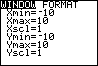 WINDOW FORMAT
Xmin=-10
Xmax=10
Xscl=1
Ymin=-10
Ymax=10
Yscl=1